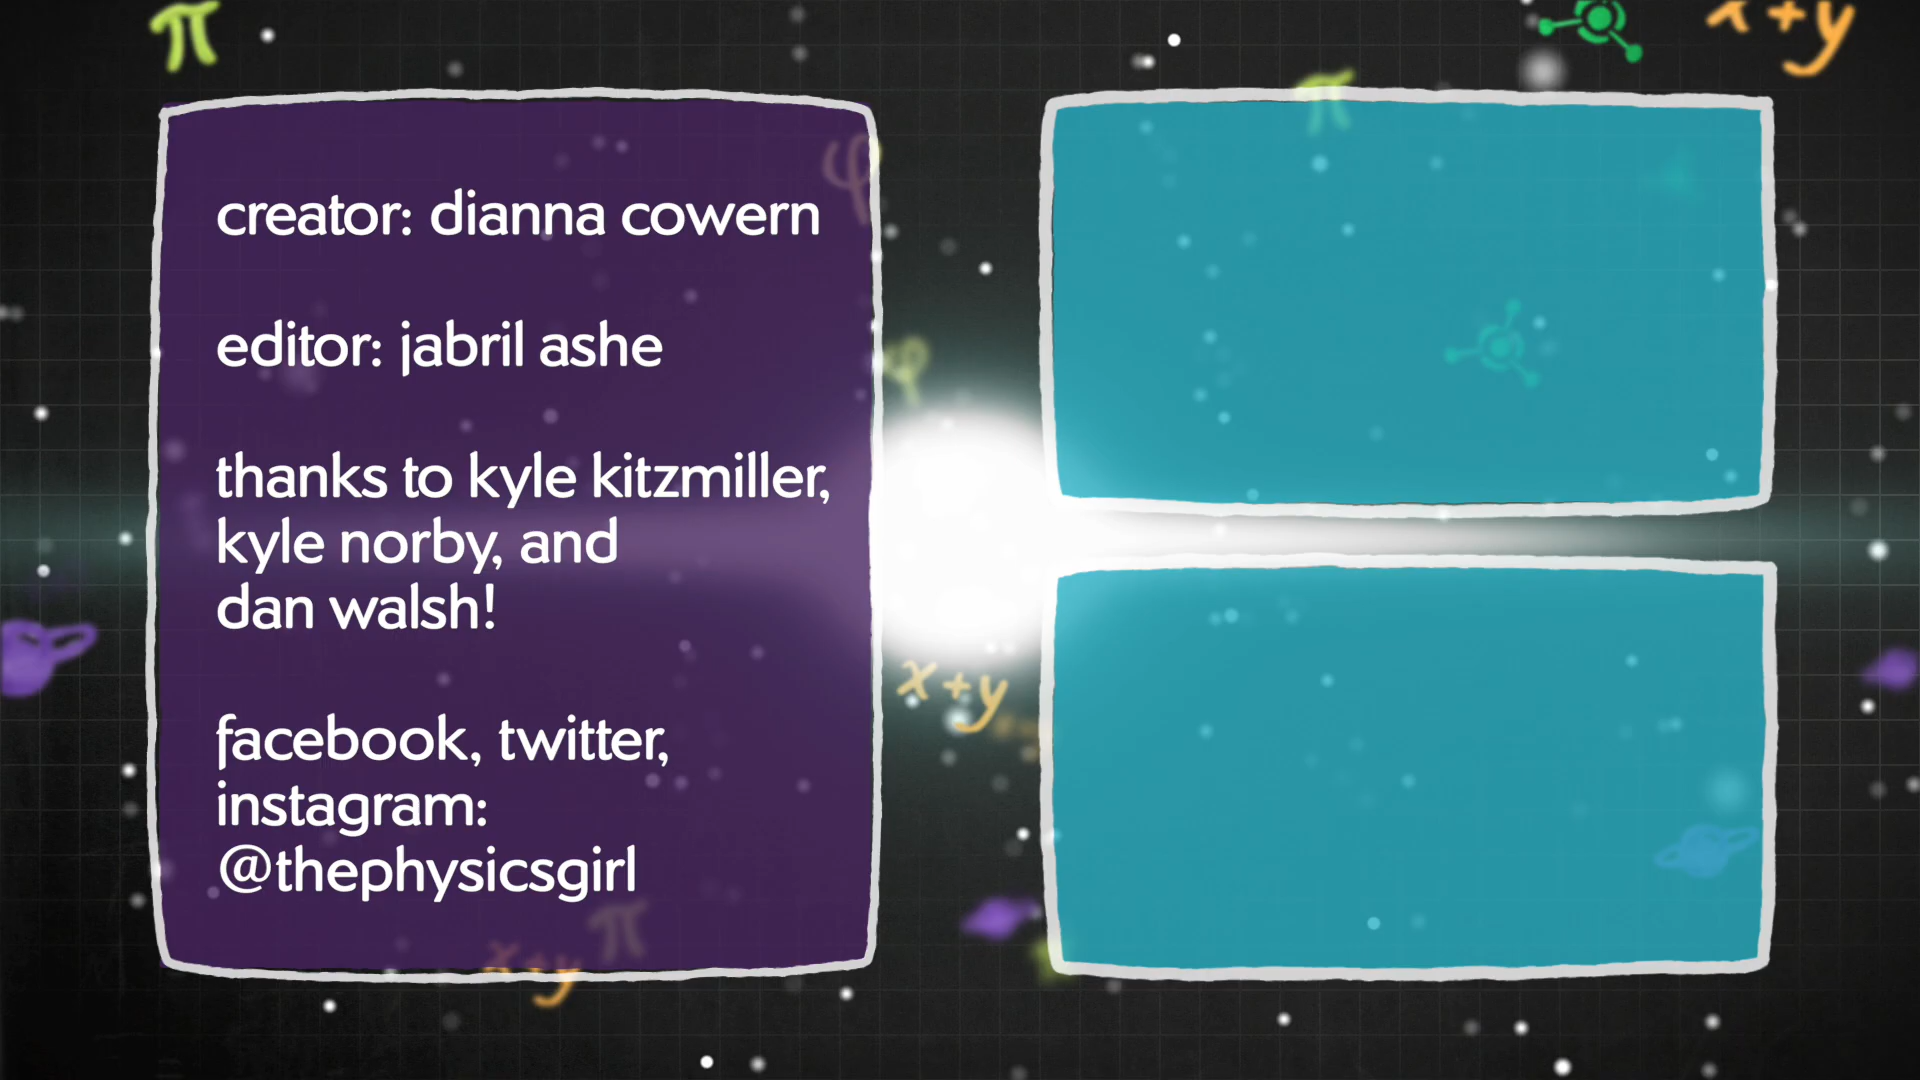 π
x+y
π
φ
creator: dianna cowern
editor: jabril ashe
φ
thanks to kyle kitzmiller,
kyle norby, and
dan walsh!
x+y
facebook, twitter,
instagram:
@thephysicsgirl
π
x+y